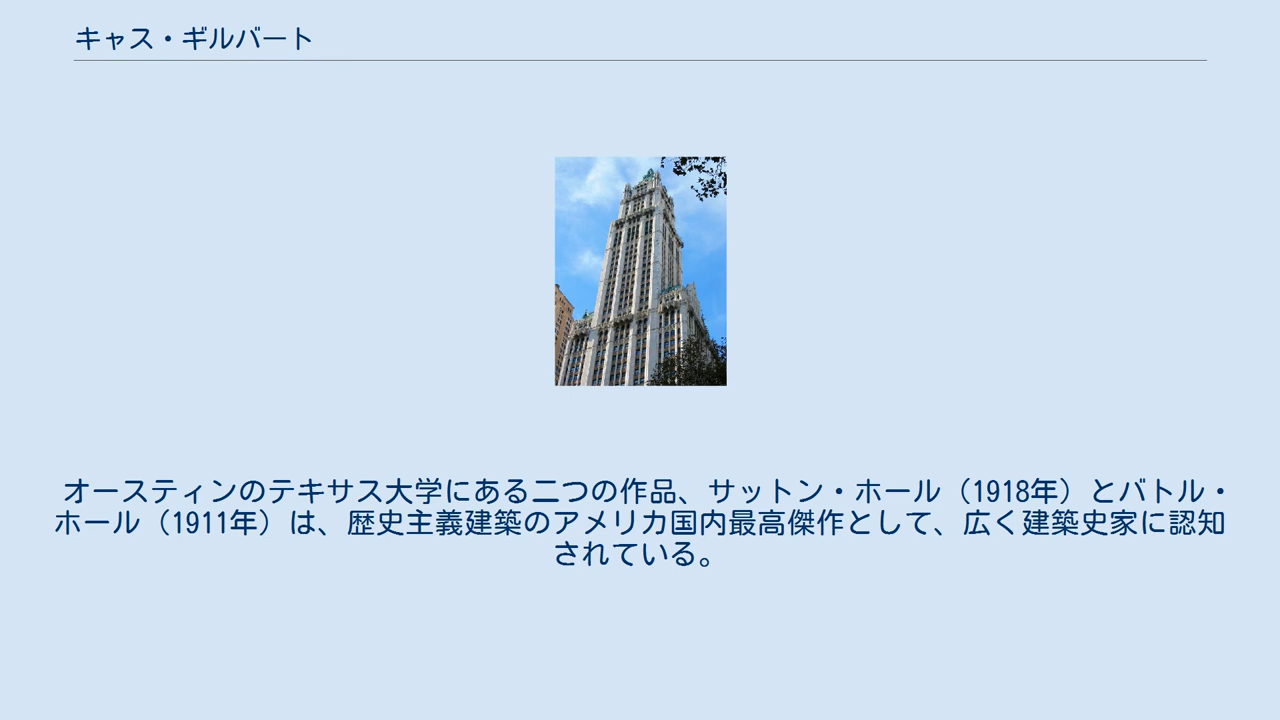 キャス・ギルバート
オースティンのテキサス大学にある二つの作品、サットン・ホール（1918年）とバトル・
ホール（1911年）は、歴史主義建築のアメリカ国内最高傑作として、広く建築史家に認知
されている。